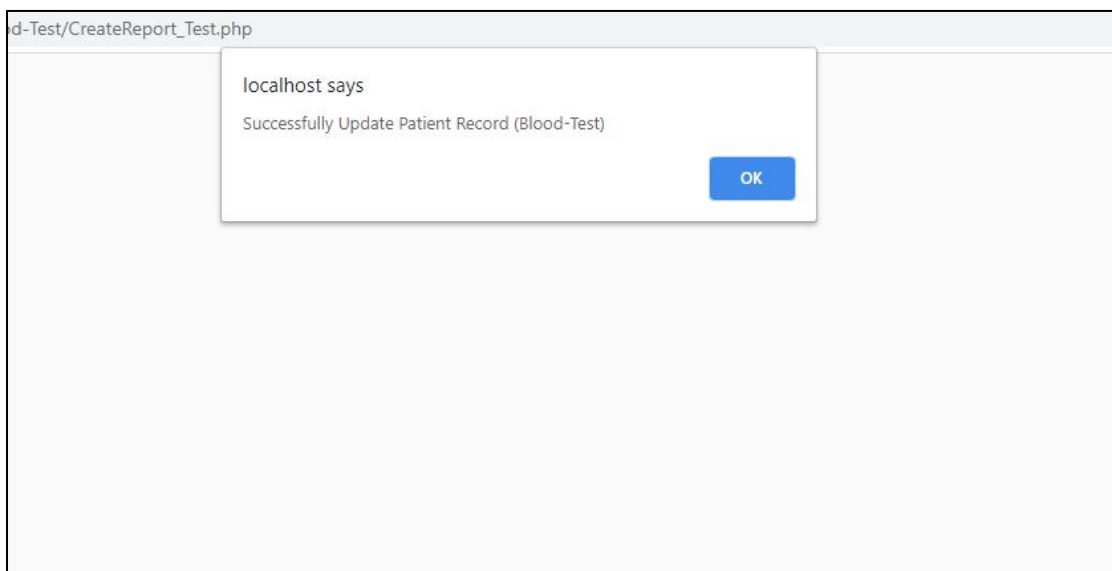 d-Test/CreateReport_Test.php
localhost says
Successfully Update Patient Record (Blood-Test)
OK